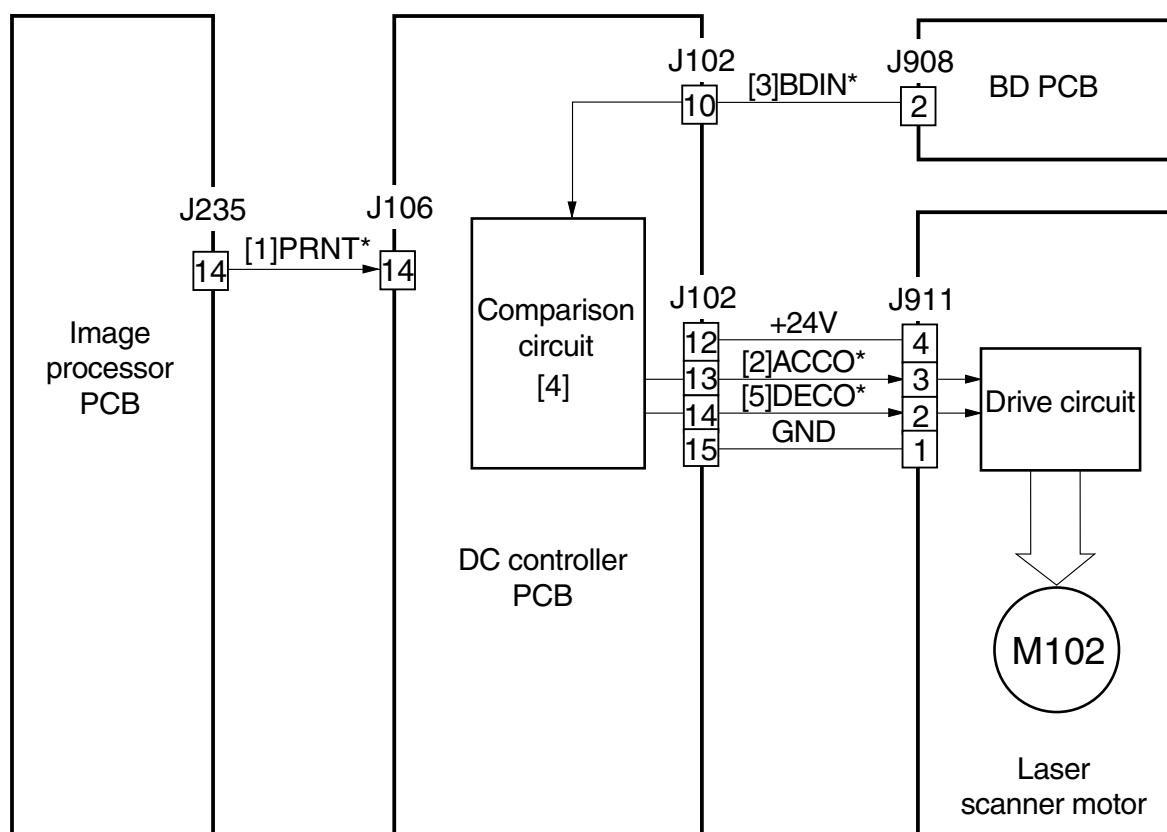 J102
J908
[3]BDIN*
10
2
BD PCB
J235
J106
[1]PRNT*
14
14
Image
processor
PCB
Comparison
circuit
[4]
J102
J911
+24V
12
4
[2]ACCO*
13
3
[5]DECO*
14
2
GND
15
1
Drive circuit
DC controller
PCB
M102
Laser
scanner motor